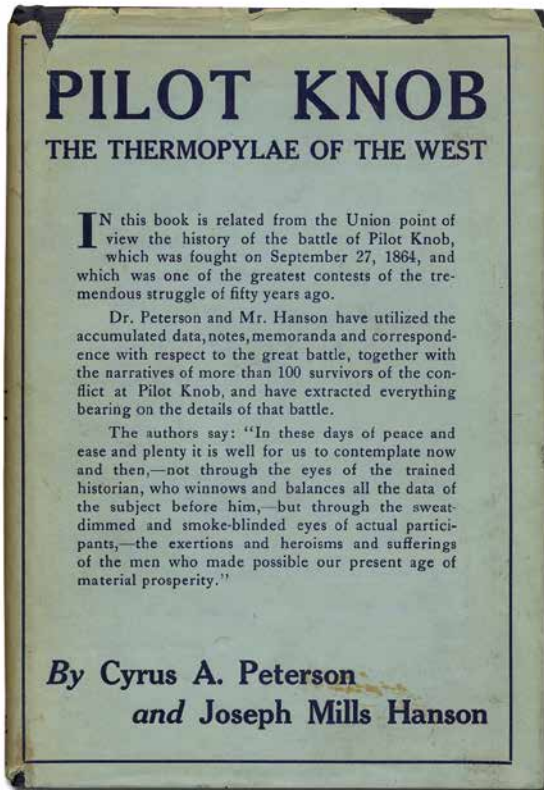 PILOT KNOB
THE THERMOPYLAE OF THE WEST
IN this book is related from the Union point of
view the history of the battle of Pilot Knob,
which was fought on September 27, 1864, and
which was one of the greatest contests of the tre-
mendous struggle of fifty years ago.
Dr. Peterson and Mr. Hanson have utilized the
accumulated data, notes, memoranda and correspond-
ence with respect to the great battle, together with
the narratives of more than 100 survivors of the con-
flict at Pilot Knob, and have extracted everything
bearing on the details of that battle.
The authors say: "In these days of peace and
ease and plenty it is well for us to contemplate now
and then,—not through the eyes of the trained
historian, who winnows and balances all the data of
the subject before him,—but through the sweat-
dimmed and smoke-blinded eyes of actual partici-
pants,—the exertions and heroisms and sufferings
of the men who made possible our present age of
material prosperity."
By Cyrus A. Peterson
and Joseph Mills Hanson